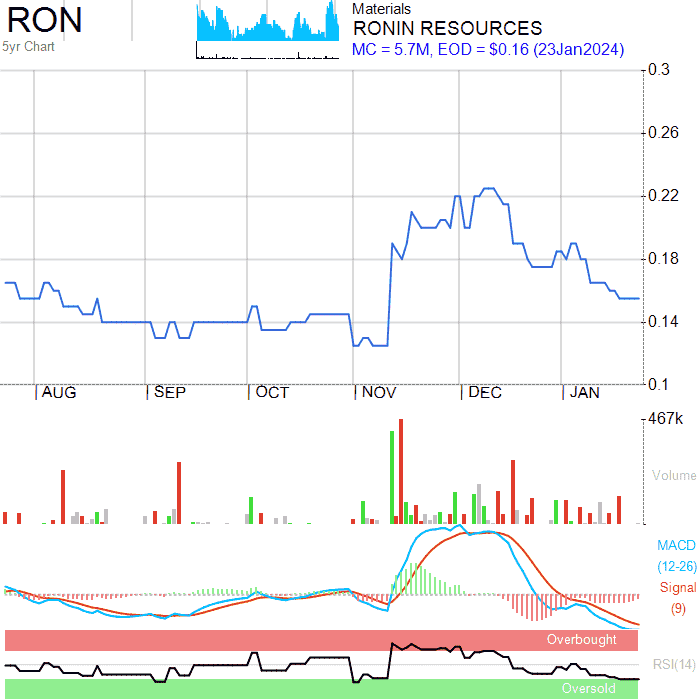 RON
5yr Chart
Materials
RONIN RESOURCES
MC = 5.7M, EOD = $0.16 (23Jan2024)
0.3
0.26
0.22
0.18
0.14
0.1
AUG SEP OCT NOV DEC JAN
467k
Volume
MACD
(12-26)
Signal
(9)
Overbought
RSI(14)
Oversold